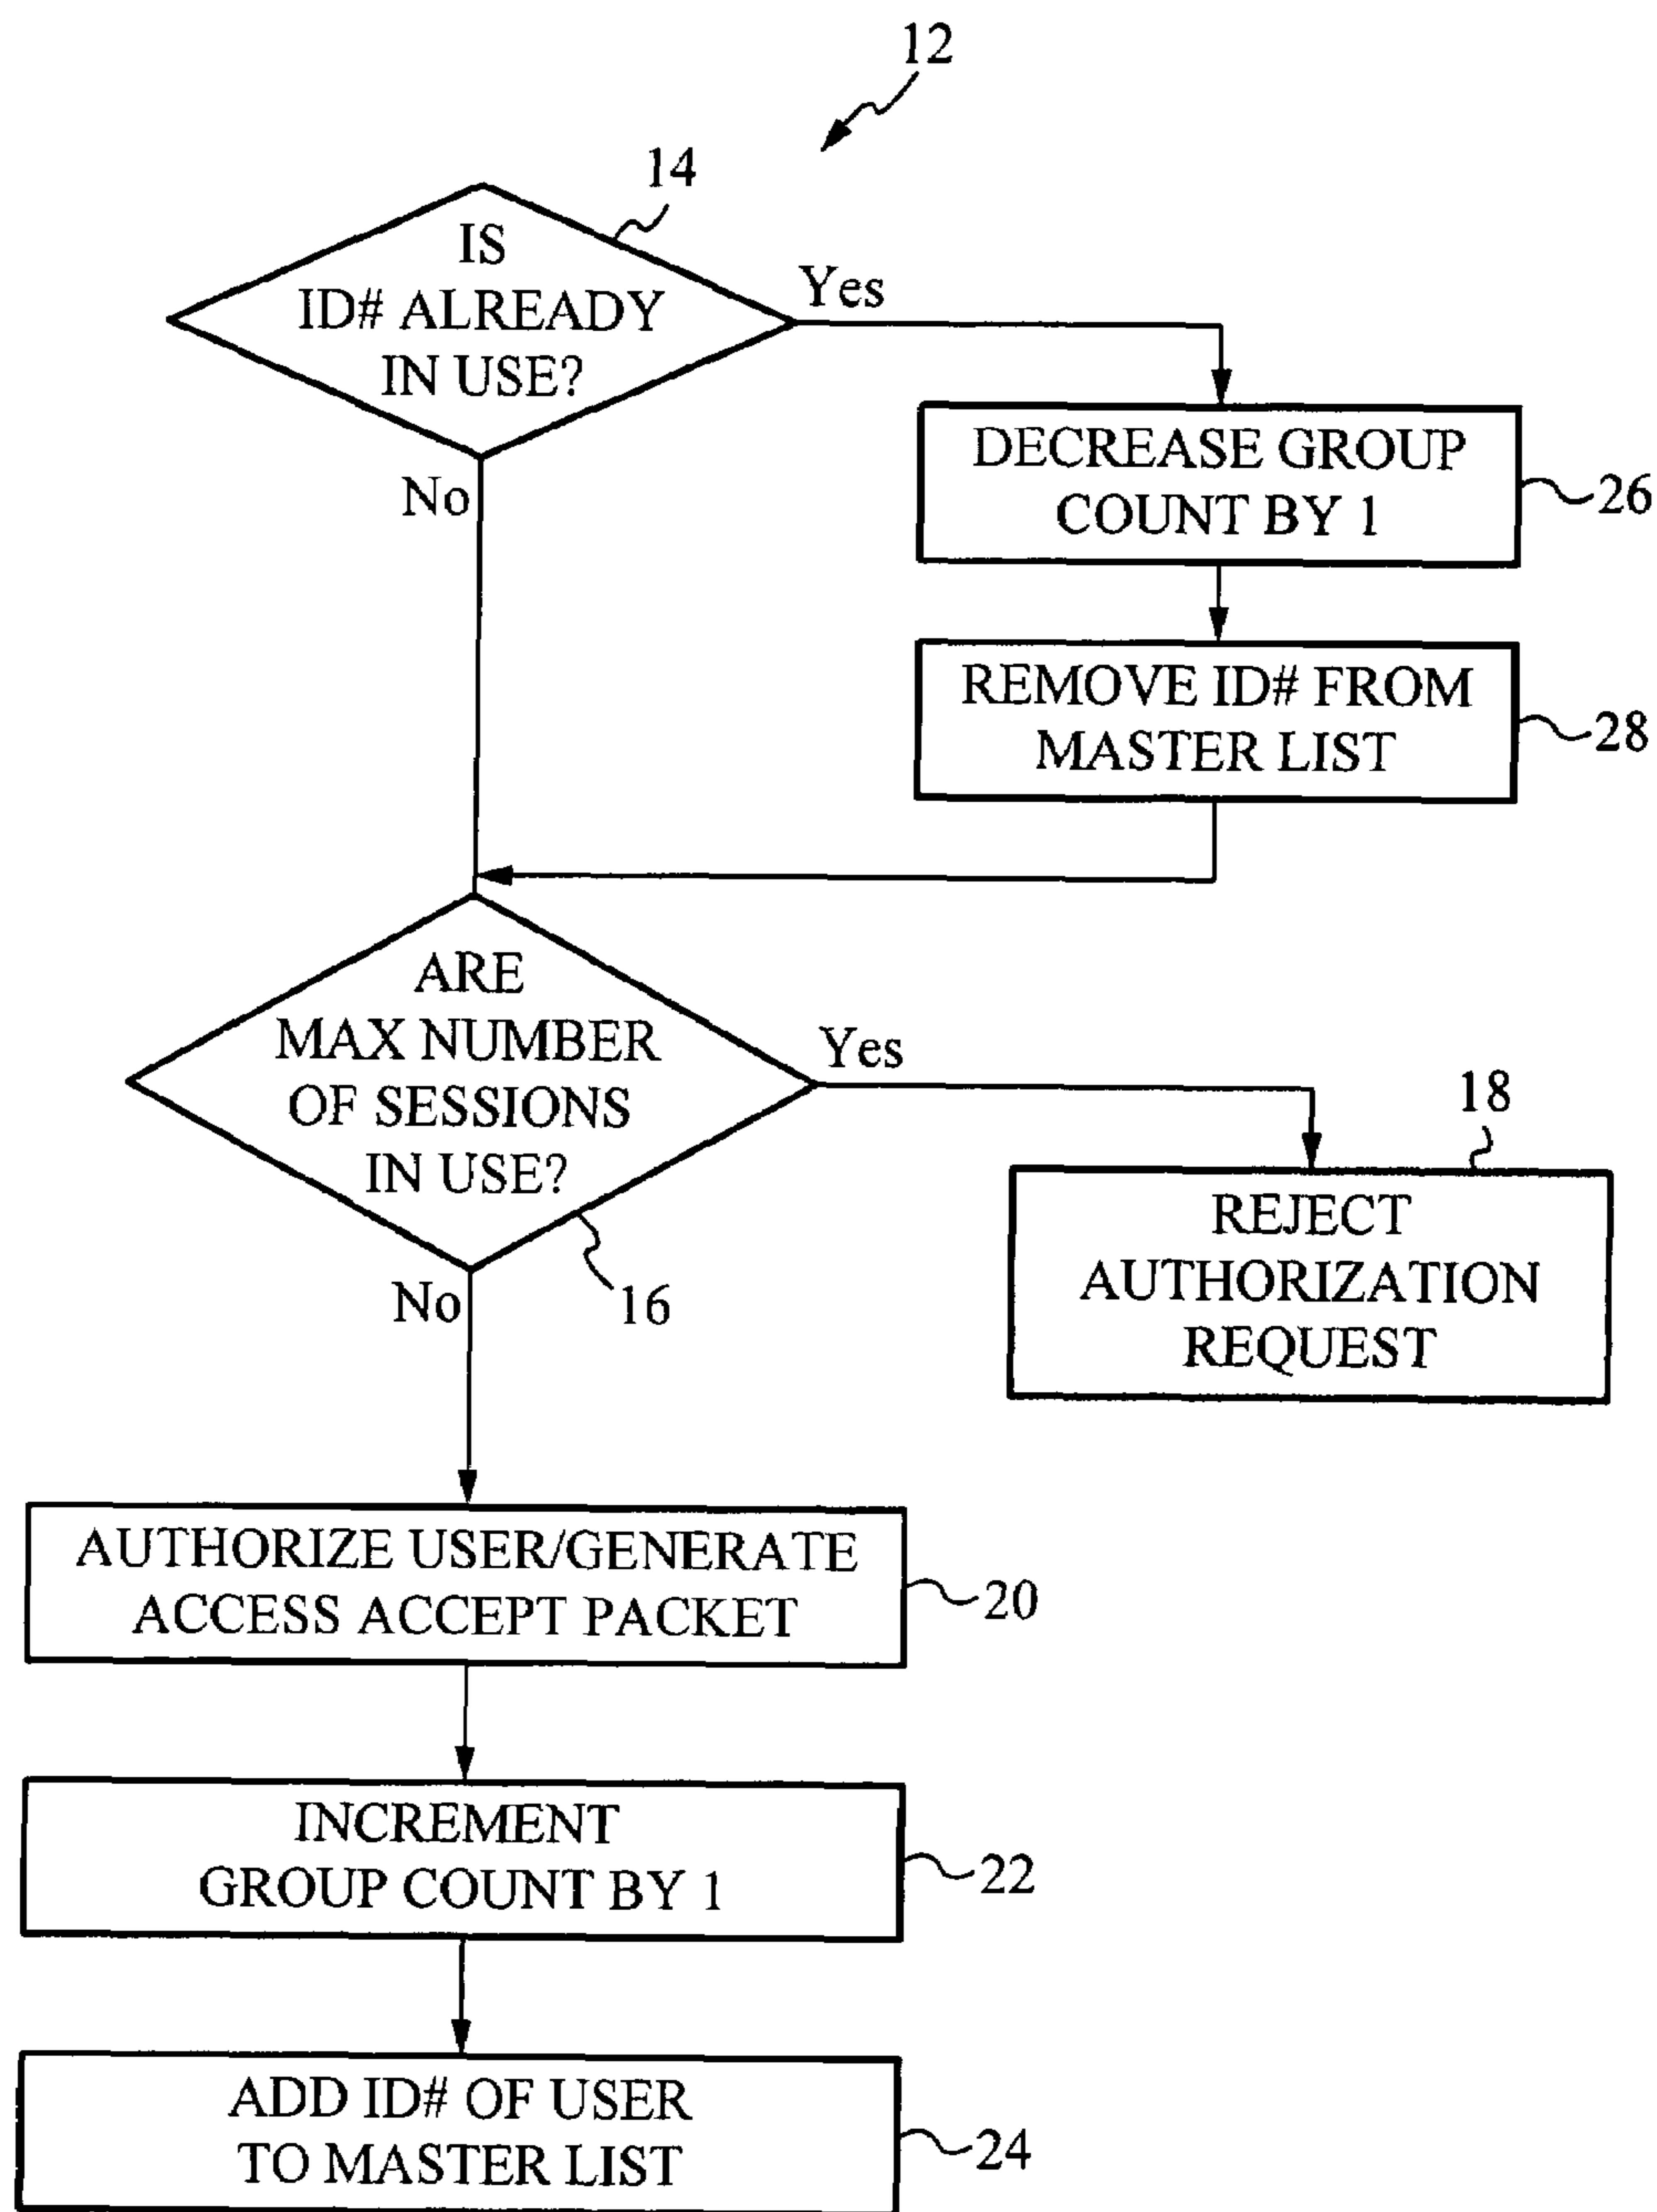 12
14
IS
ID# ALREADY
IN USE?
Yes
No
DECREASE GROUP
COUNT BY 1
26
REMOVE ID# FROM
MASTER LIST
28
ARE
MAX NUMBER
OF SESSIONS
IN USE?
Yes
No
16
18
REJECT
AUTHORIZATION
REQUEST
AUTHORIZE USER/GENERATE
ACCESS ACCEPT PACKET
20
INCREMENT
GROUP COUNT BY 1
22
ADD ID# OF USER
TO MASTER LIST
24